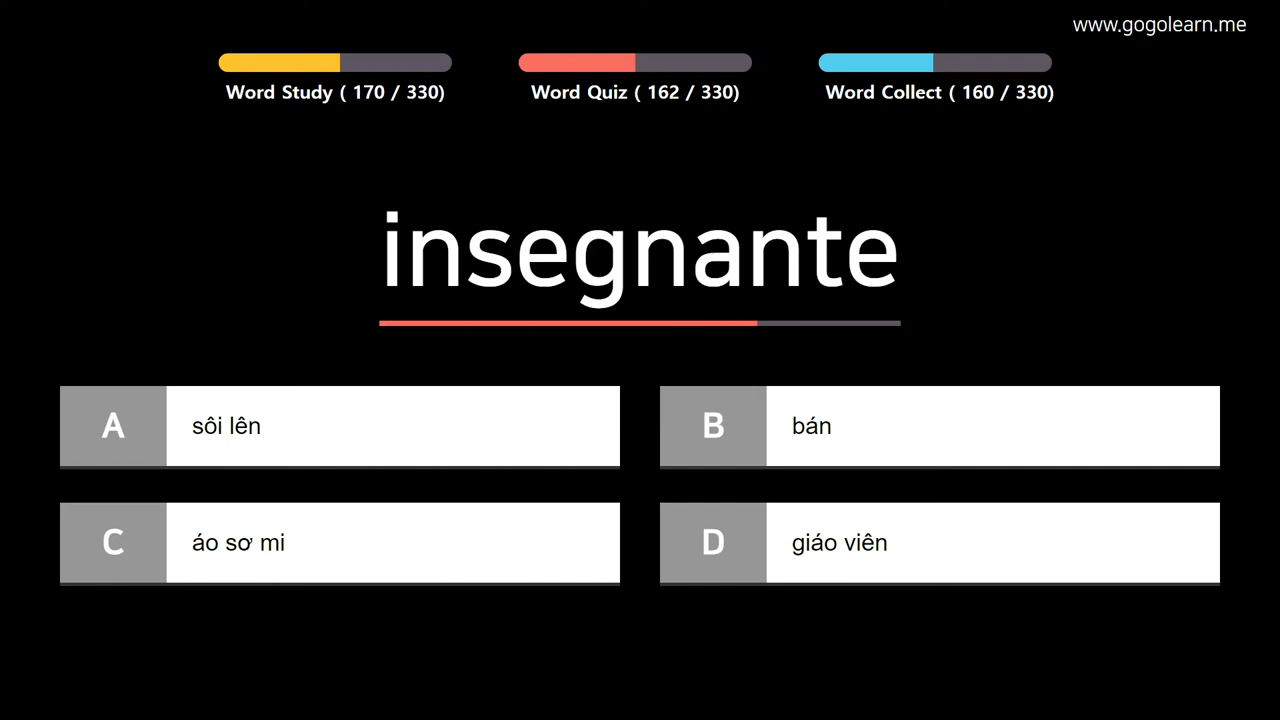 www.gogolearn.me
Word Study ( 170 / 330)
Word Quiz ( 162 / 330)
Word Collect ( 160 / 330)
insegnante
A
sôi lên
B
bán
C
áo sơ mi
D
giáo viên